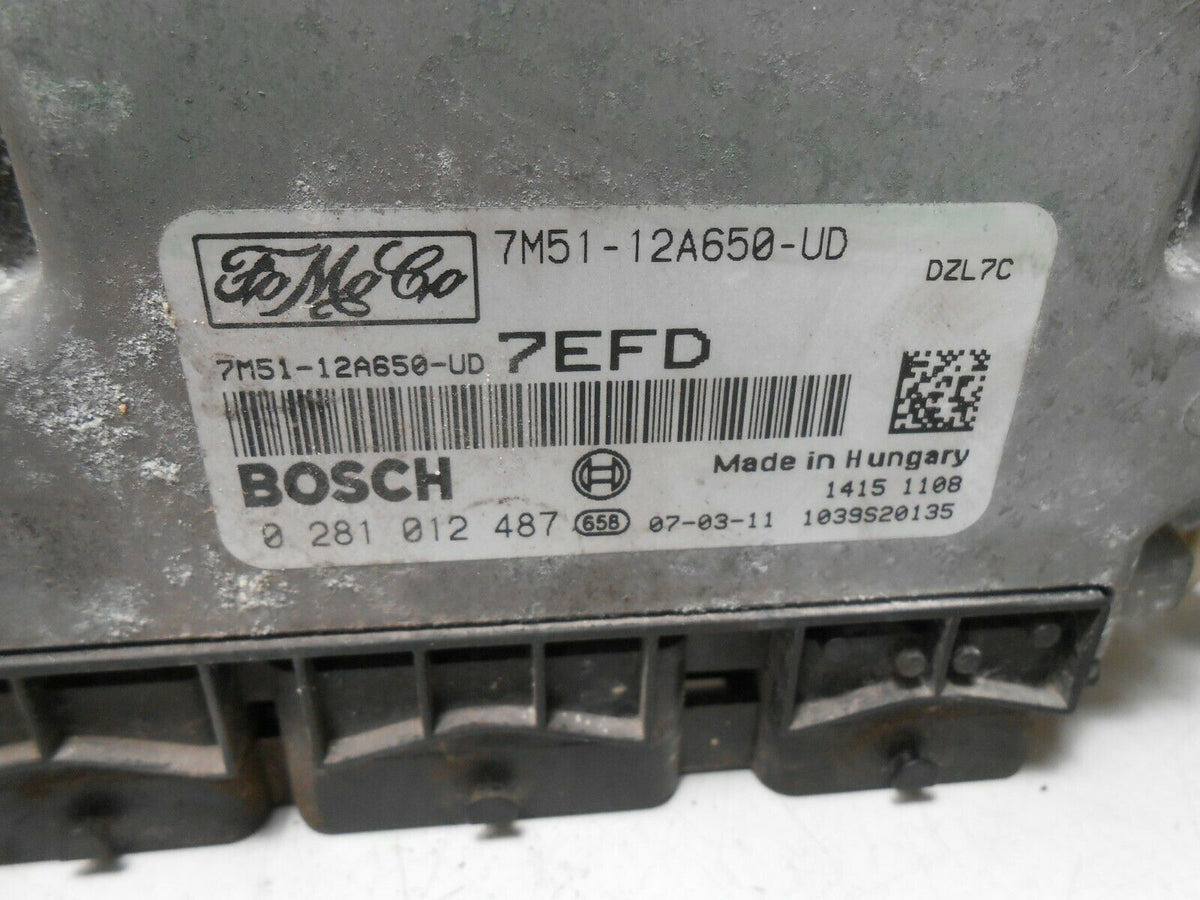 FoMoCo 7M51-12A650-UD
DZL7C
7M51-12A650-UD 7EFD
BOSCH
Made in Hungary
1415 1108
0 281 012 487 658 07-03-11 1039S20135